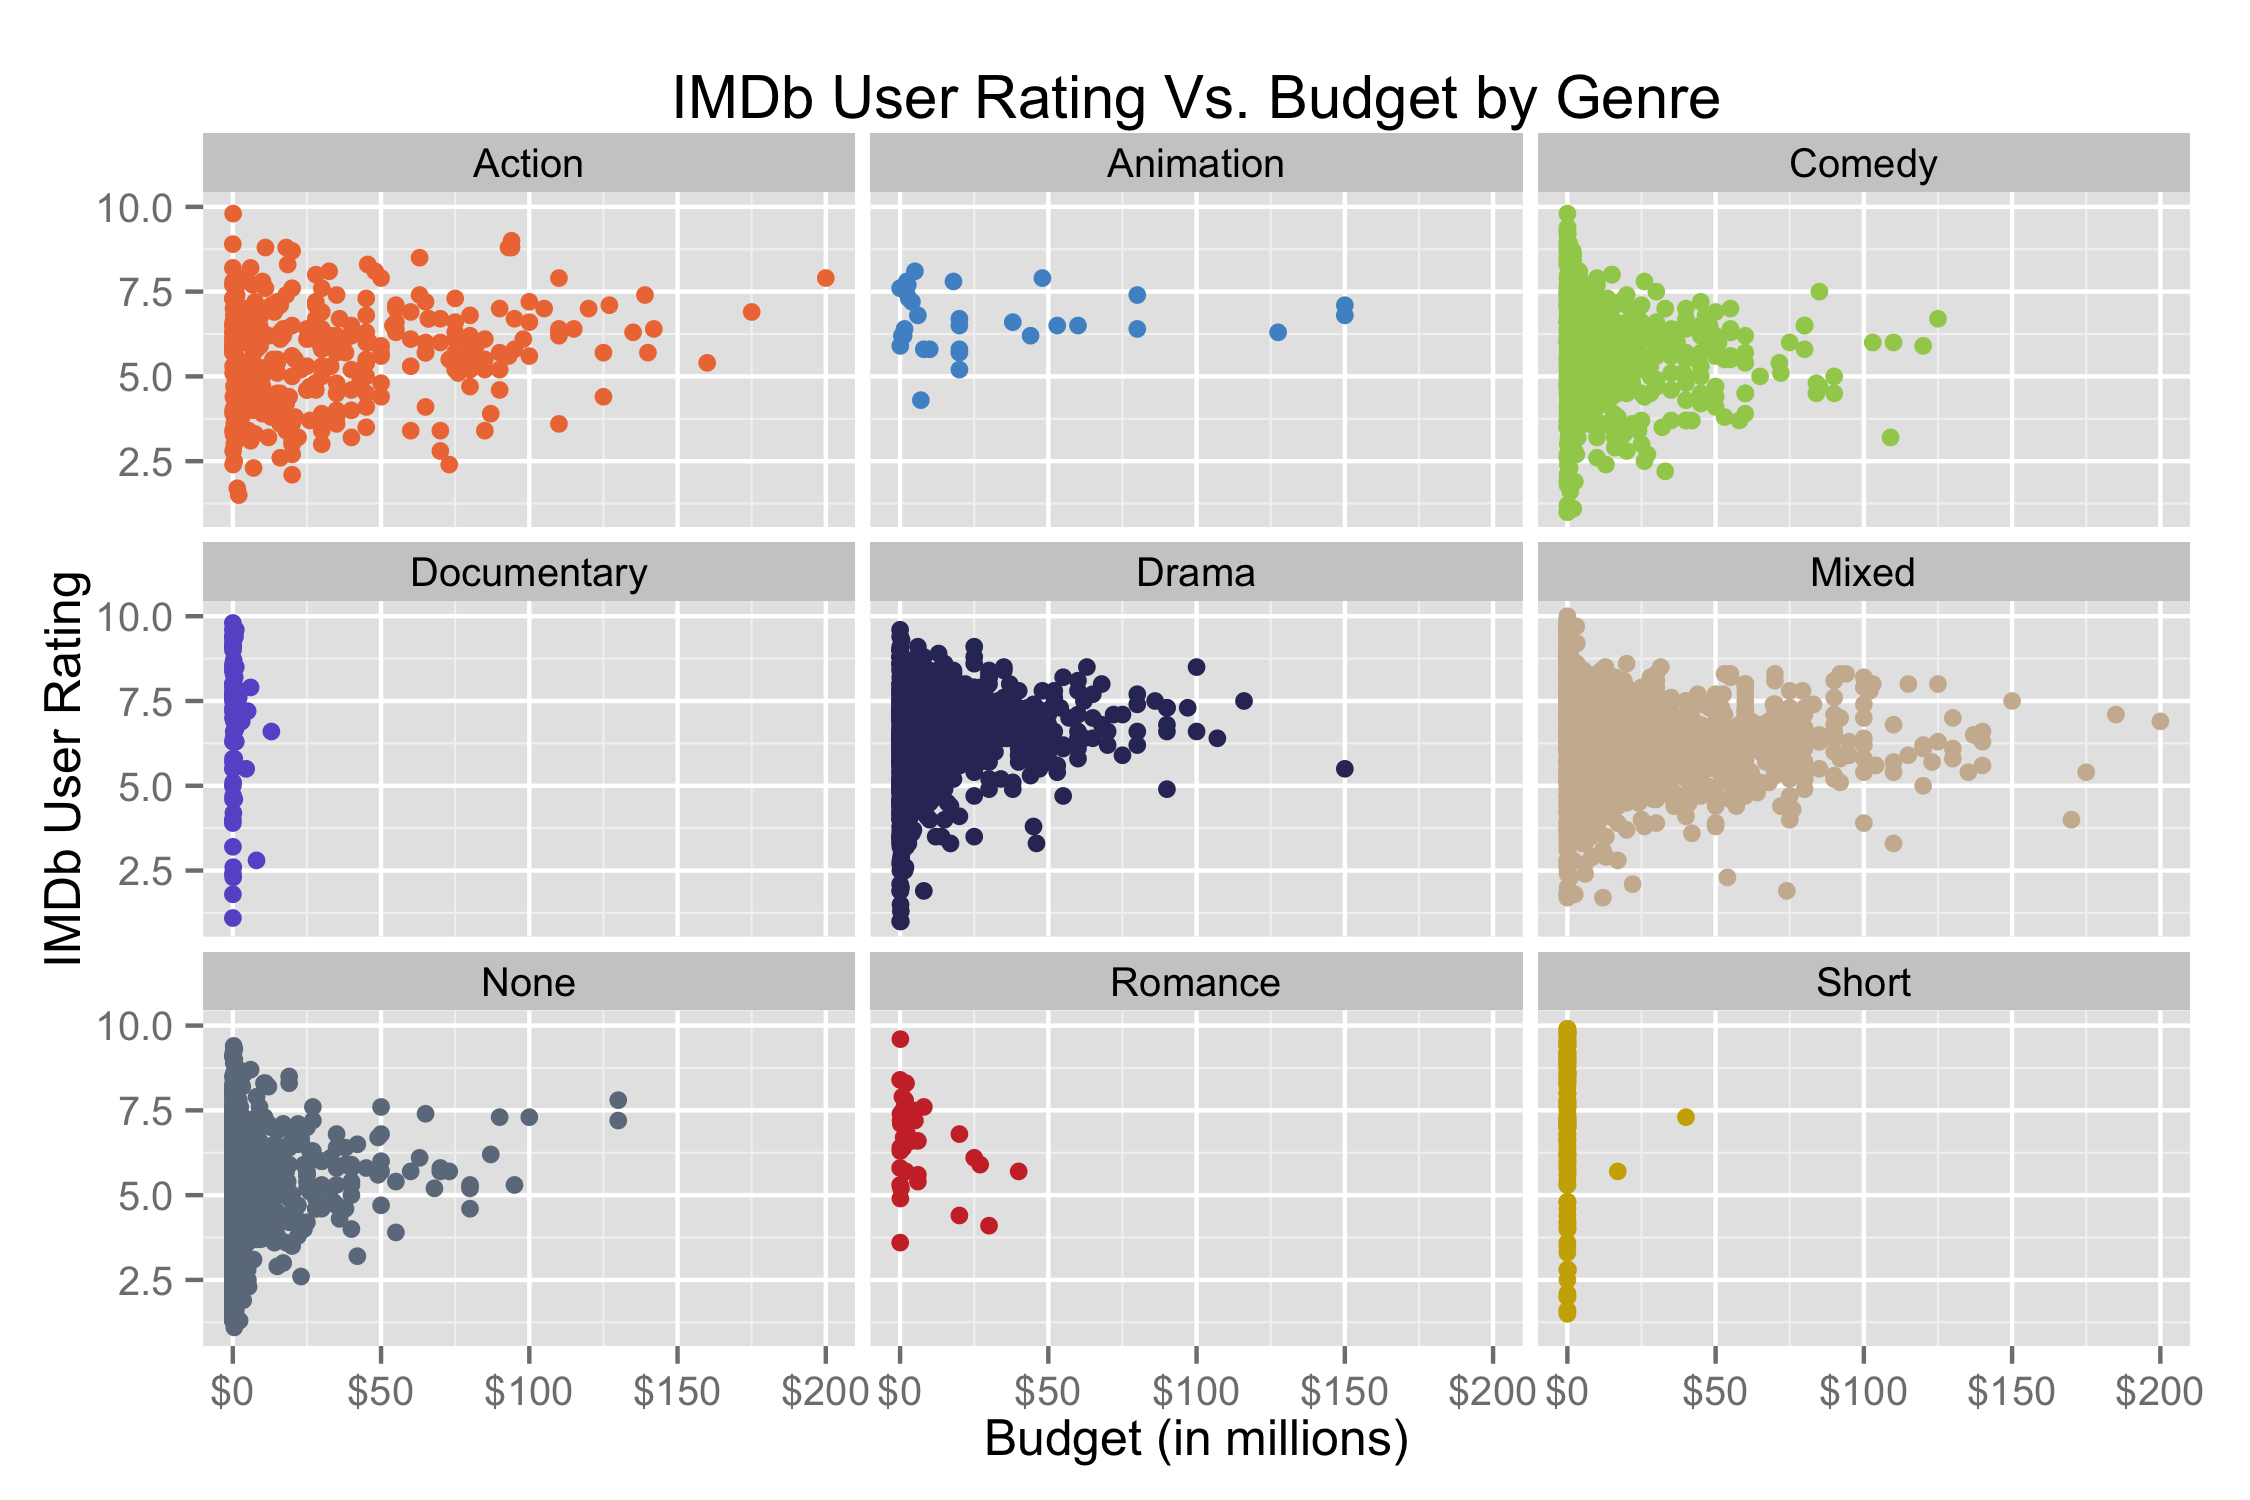 IMDb User Rating Vs. Budget by Genre
Action Animation Comedy
10.0
7.5
5.0
2.5
Documentary Drama Mixed
10.0
7.5
5.0
2.5
IMDb User Rating
None Romance Short
10.0
7.5
5.0
2.5
$0 $50 $100 $150 $200 $0 $50 $100 $150 $200 $0 $50 $100 $150 $200
Budget (in millions)